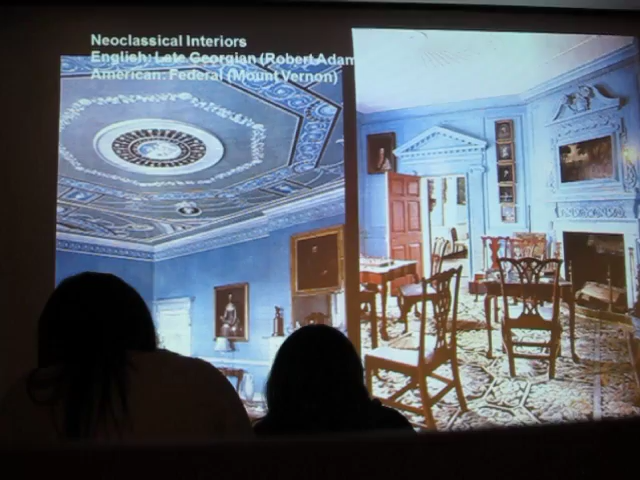 Neoclassical Interiors
English: Late Georgian (Robert Adam
American: Federal (Mount Vernon)